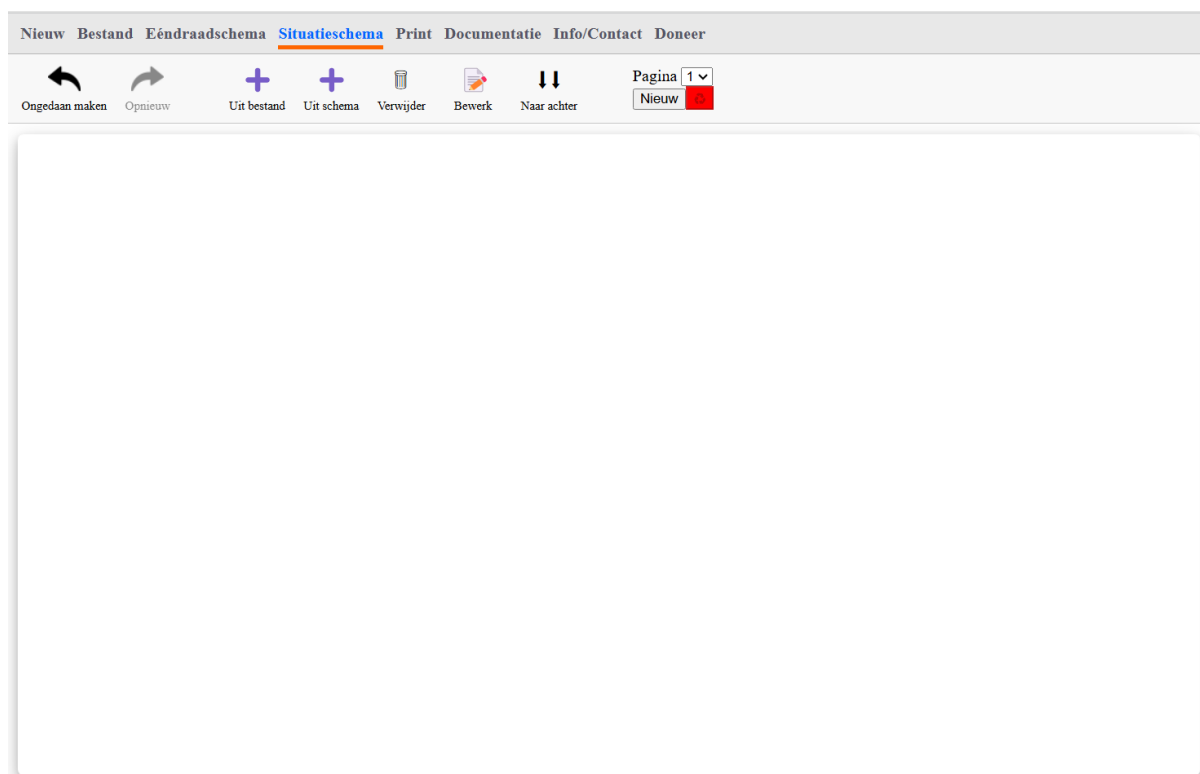 Nieuw Bestand Eéndraadschema Situatieschema Print Documentatie Info/Contact Doneer
Pagina 1
Nieuw
Ongedaan maken Opnieuw Uit bestand Uit schema Verwijder Bewerk Naar achter